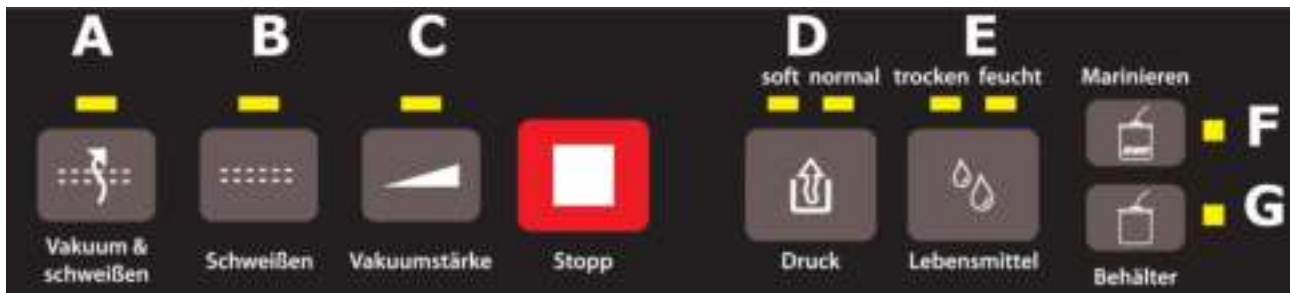 A B C D E
soft normal trocken feucht Marinieren
F
G
Vakuum &
schweißen
Schweißen Vakuumstärke Stopp Druck Lebensmittel Behälter